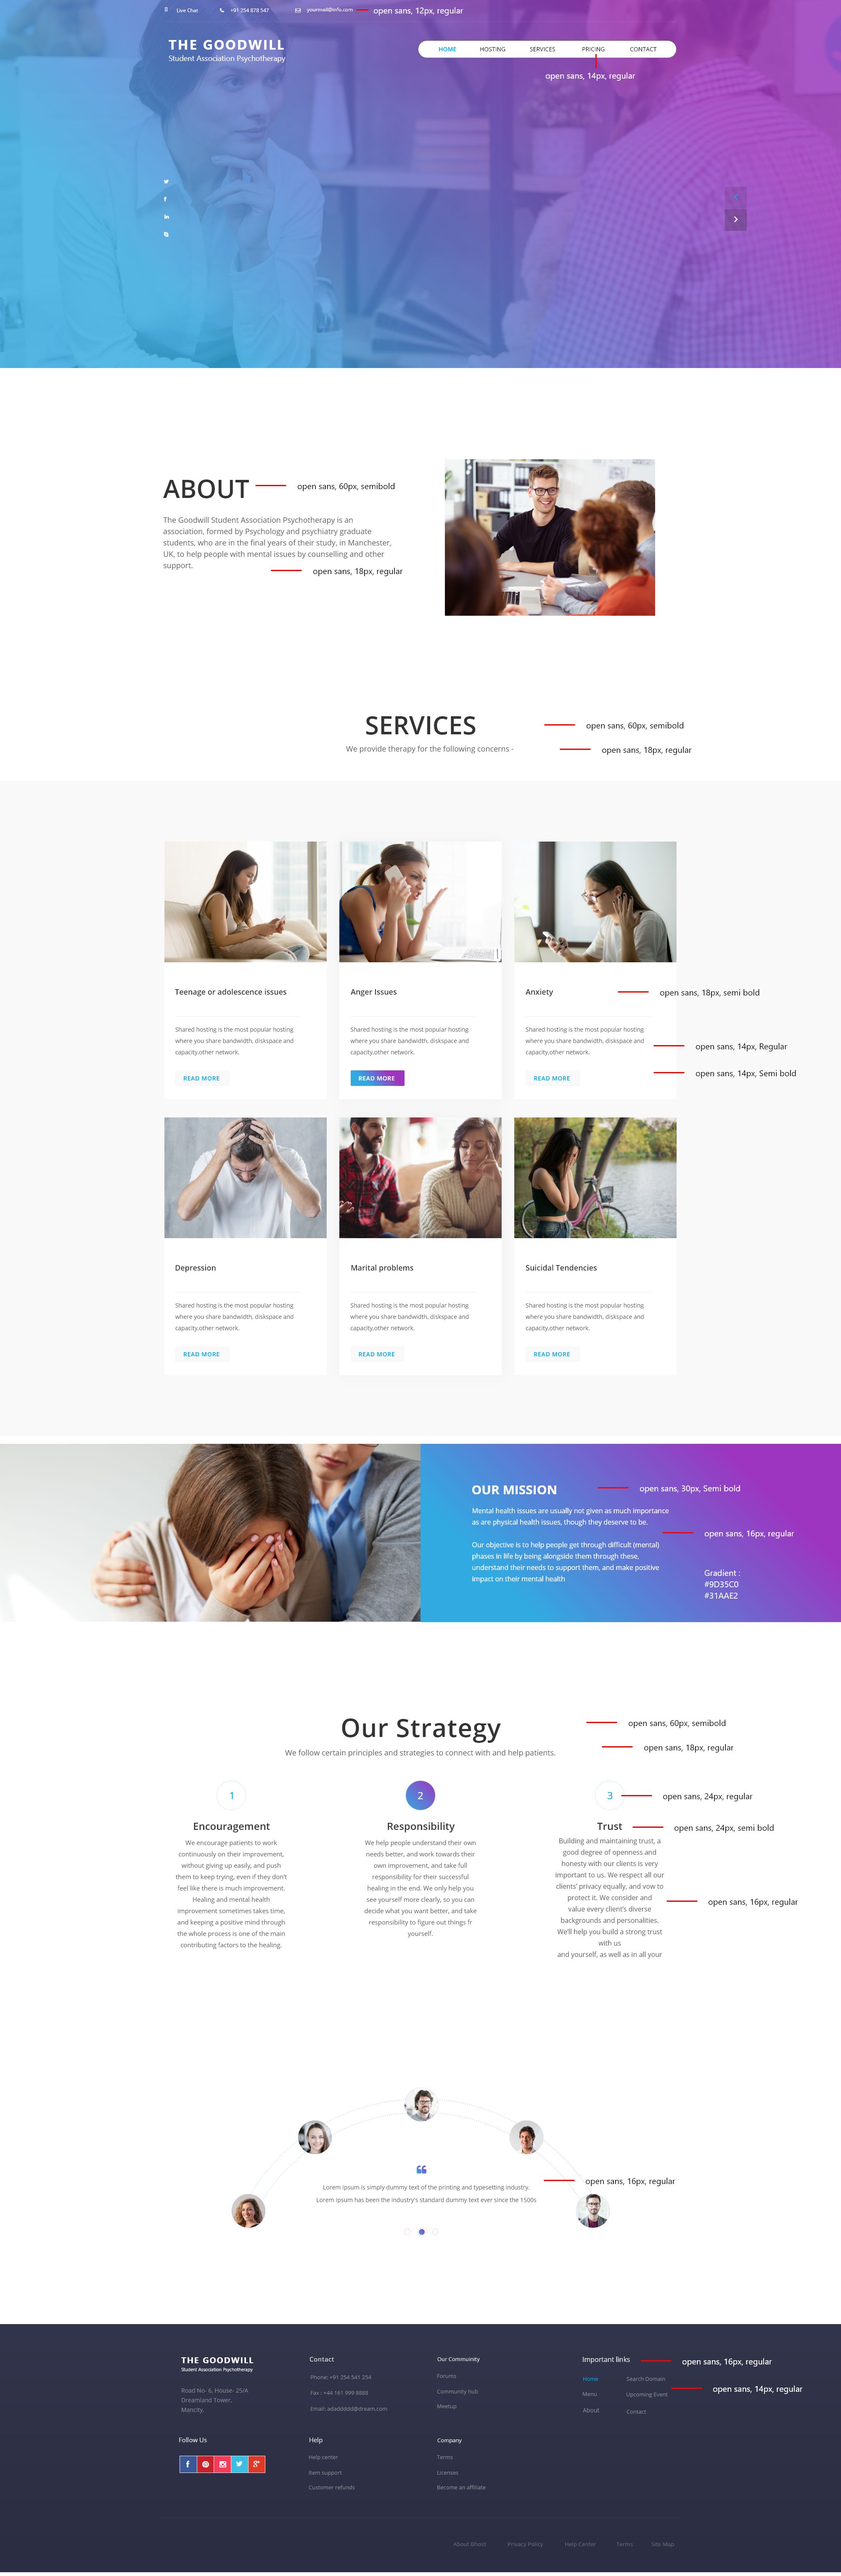 Live Chat +91 254 878 547 yourmail@info.com open sans, 12px, regular
THE GOODWILL
Student Association Psychotherapy
HOME HOSTING SERVICES PRICING CONTACT
open sans, 14px, regular
ABOUT open sans, 60px, semibold
The Goodwill Student Association Psychotherapy is an
association, formed by Psychology and psychiatry graduate
students, who are in the final years of their study, in Manchester,
UK, to help people with mental issues by counselling and other
support.
open sans, 18px, regular
SERVICES open sans, 60px, semibold
We provide therapy for the following concerns - open sans, 18px, regular
Teenage or adolescence issues
Shared hosting is the most popular hosting
where you share bandwidth, diskspace and
capacity,other network.
READ MORE
Anger Issues
Shared hosting is the most popular hosting
where you share bandwidth, diskspace and
capacity,other network.
READ MORE
Anxiety open sans, 18px, semi bold
Shared hosting is the most popular hosting
where you share bandwidth, diskspace and
capacity,other network.
open sans, 14px, Regular
READ MORE open sans, 14px, Semi bold
Depression
Shared hosting is the most popular hosting
where you share bandwidth, diskspace and
capacity,other network.
READ MORE
Marital problems
Shared hosting is the most popular hosting
where you share bandwidth, diskspace and
capacity,other network.
READ MORE
Suicidal Tendencies
Shared hosting is the most popular hosting
where you share bandwidth, diskspace and
capacity,other network.
READ MORE
OUR MISSION open sans, 30px, Semi bold
Mental health issues are usually not given as much importance
as are physical health issues, though they deserve to be.
open sans, 16px, regular
Our objective is to help people get through difficult (mental)
phases in life by being alongside them through these,
understand their needs to support them, and make positive
impact on their mental health
Gradient :
#9D35C0
#31AAE2
Our Strategy open sans, 60px, semibold
We follow certain principles and strategies to connect with and help patients. open sans, 18px, regular
1
Encouragement
We encourage patients to work
continuously on their improvement,
without giving up easily, and push
them to keep trying, even if they don't
feel like there is much improvement.
Healing and mental health
improvement sometimes takes time,
and keeping a positive mind through
the whole process is one of the main
contributing factors to the healing.
2
Responsibility
We help people understand their own
needs better, and work towards their
own improvement, and take full
responsibility for their successful
healing in the end. We only help you
see yourself more clearly, so you can
decide what you want better, and take
responsibility to figure out things fr
yourself.
3 open sans, 24px, regular
Trust open sans, 24px, semi bold
Building and maintaining trust, a
good degree of openness and
honesty with our clients is very
important to us. We respect all our
clients' privacy equally, and vow to
protect it. We consider and
value every client's diverse
backgrounds and personalities.
We'll help you build a strong trust
with us
and yourself, as well as in all your
open sans, 16px, regular
Lorem Ipsum is simply dummy text of the printing and typesetting industry.
Lorem Ipsum has been the industry's standard dummy text ever since the 1500s
open sans, 16px, regular
THE GOODWILL
Student Association Psychotherapy
Road No- 6, House- 25/A
Dreamland Tower,
Mancity.
Contact
Phone: +91 254 541 254
Fax : +44 161 999 8888
Email: adaddddd@dream.com
Our Commuinity
Forums
Community hub
Meetup
Important links open sans, 16px, regular
Home Search Domain
Menu Upcoming Event
About Contact
open sans, 14px, regular
Follow Us
Help
Help center
Item support
Customer refunds
Company
Terms
Licenses
Become an affiliate
About Bhost Privacy Policy Help Center Terms Site Map